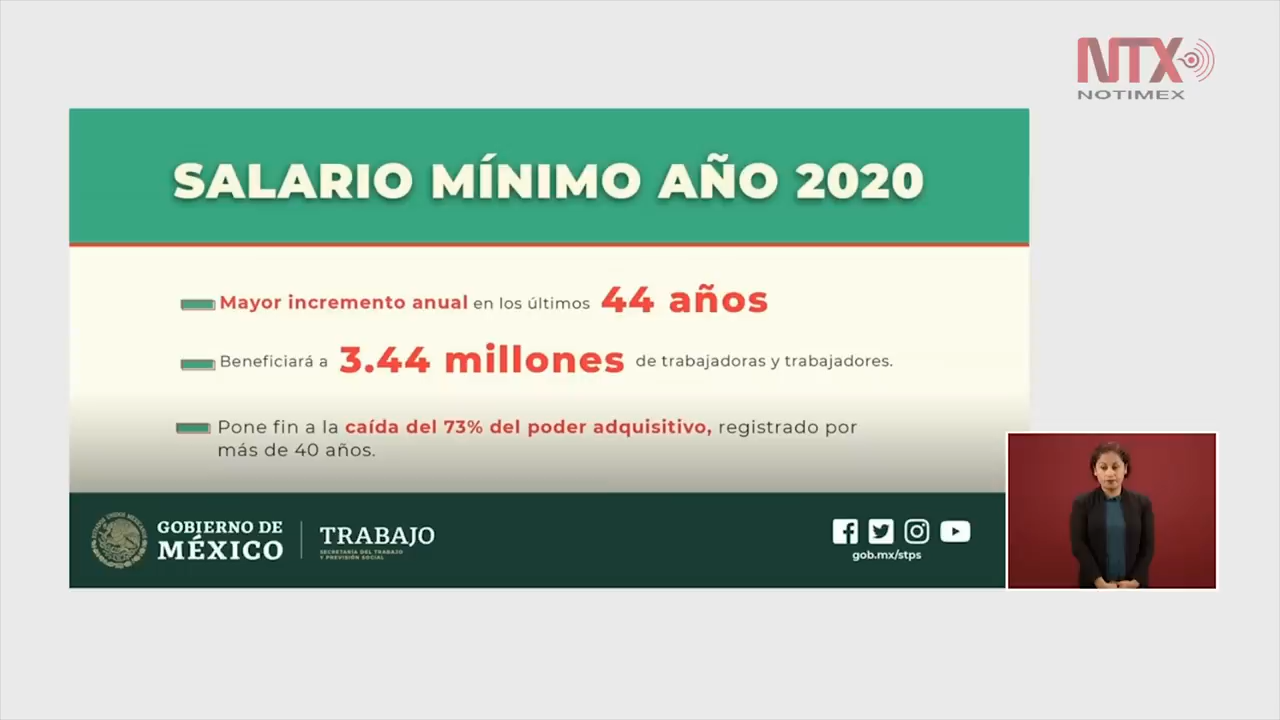 NTX
NOTIMEX
SALARIO MÍNIMO AÑO 2020
Mayor incremento anual en los últimos 44 años
Beneficiará a 3.44 millones de trabajadoras y trabajadores.
Pone fin a la caída del 73% del poder adquisitivo, registrado por
más de 40 años.
GOBIERNO DE
MÉXICO
TRABAJO
SECRETARÍA DEL TRABAJO
Y PREVISIÓN SOCIAL
gob.mx/stps